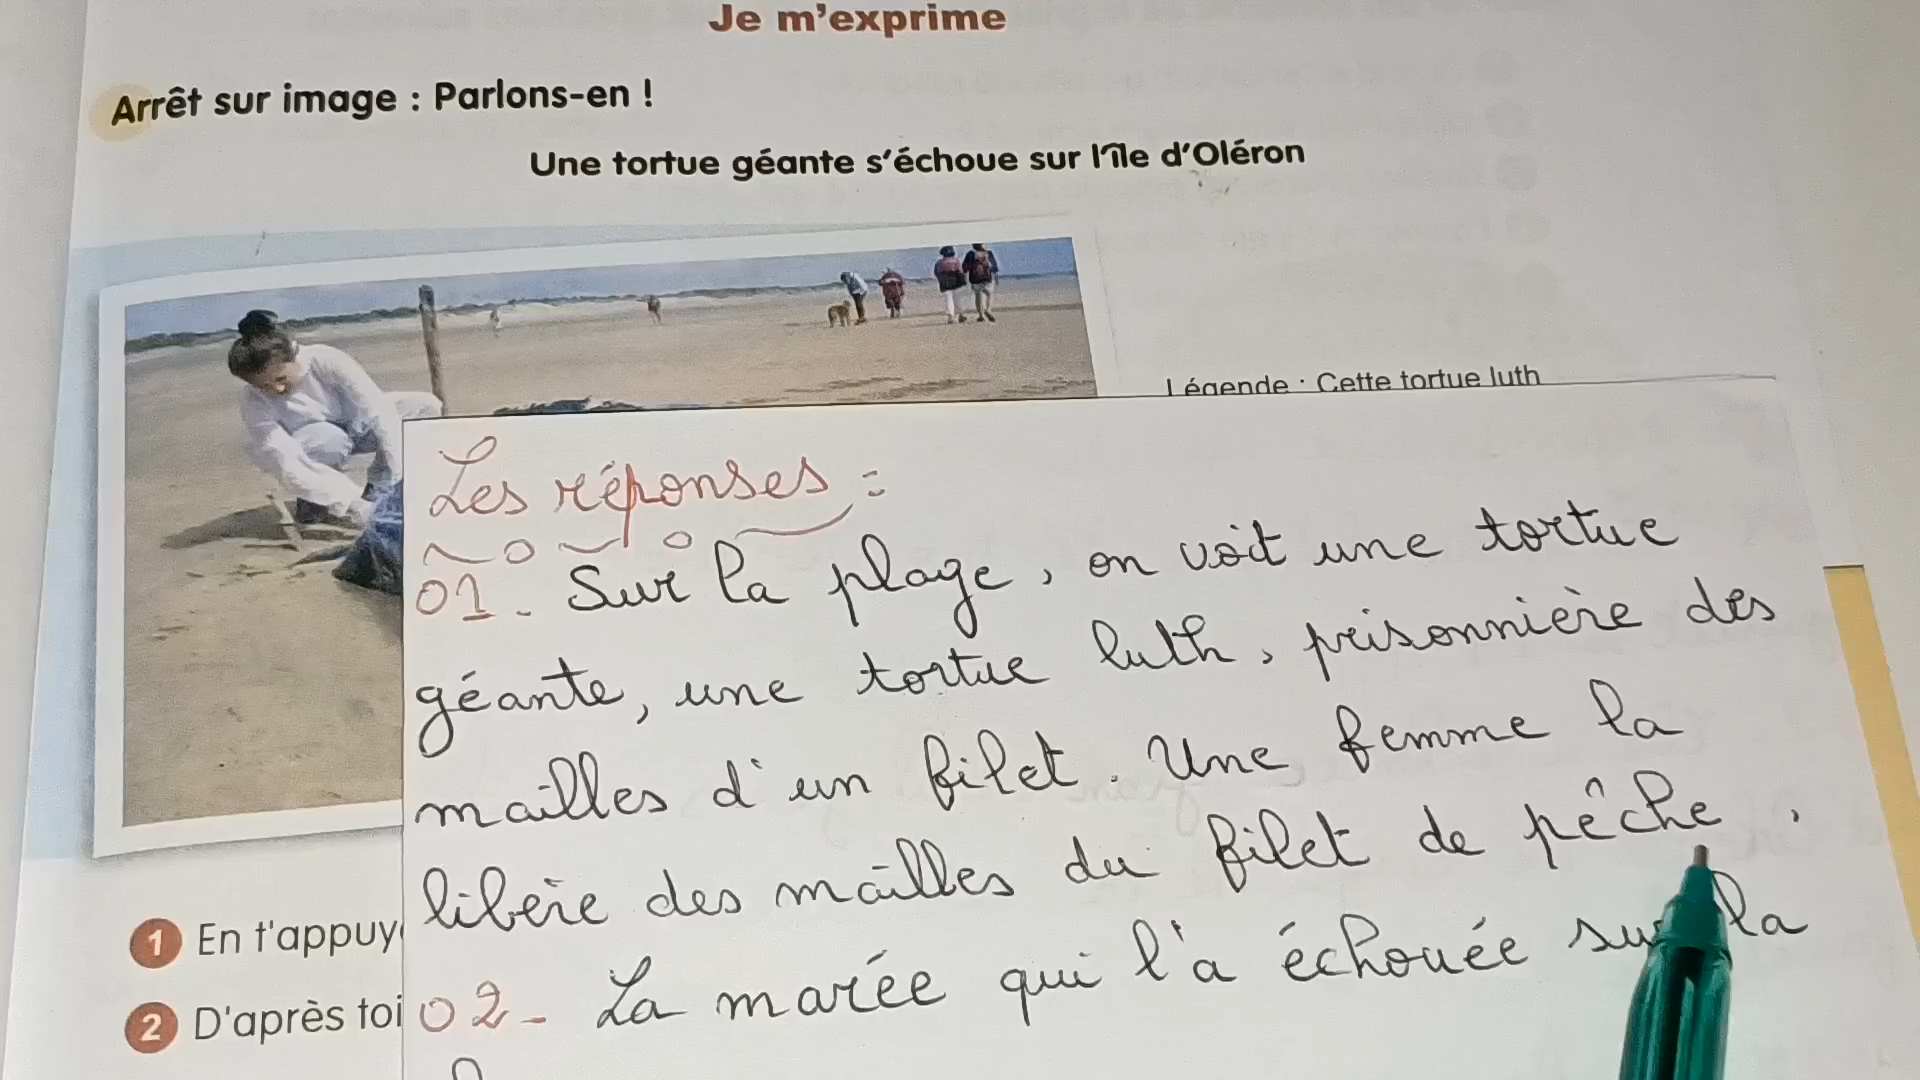 Je m'exprime
Arrêt sur image : Parlons-en !
Une tortue géante s'échoue sur l'île d'Oléron
Légende : Cette tortue luth
Les réponses :
01. Sur la plage, on voit une tortue
géante, une tortue luth, prisonnière des
mailles d'un filet. Une femme la
libère des mailles du filet de pêche.
1 En t'appuy
02- La marée qui l'a échouée sur la
2 D'après toi